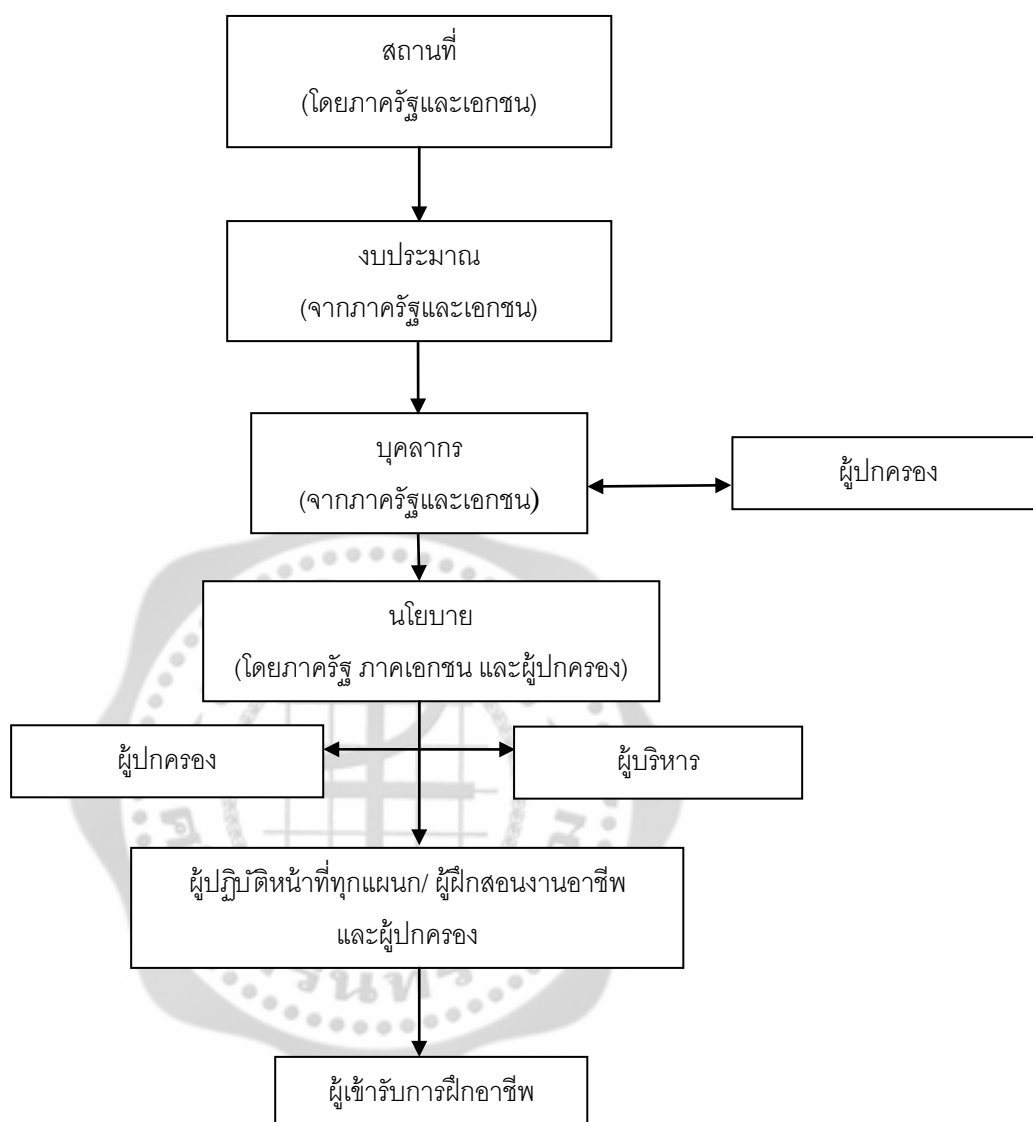 สถานที่
(โดยภาครัฐและเอกชน)
งบประมาณ
(จากภาครัฐและเอกชน)
บุคลากร
(จากภาครัฐและเอกชน)
ผู้ปกครอง
นโยบาย
(โดยภาครัฐ ภาคเอกชน และผู้ปกครอง)
ผู้ปกครอง
ผู้บริหาร
ผู้ปฏิบัติหน้าที่ทุกแผนก/ ผู้ฝึกสอนงานอาชีพ
และผู้ปกครอง
ผู้เข้ารับการฝึกอาชีพ